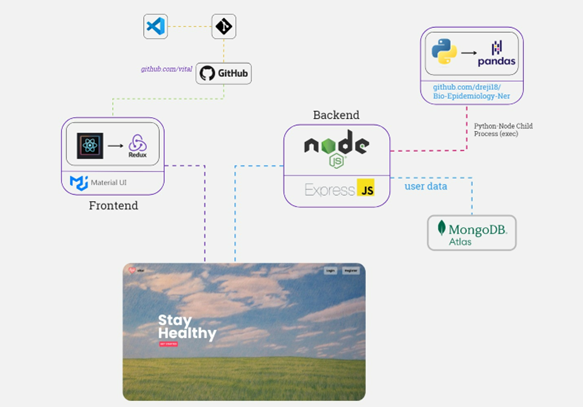 github.com/vital
GitHub
pandas
github.com/dreji18/
Bio-Epidemiology-Ner
Python-Node Child
Process (exec)
Backend
node
JS
Express JS
user data
MongoDB.
Atlas
Redux
Material UI
Frontend
Login
Register
Stay
Healthy